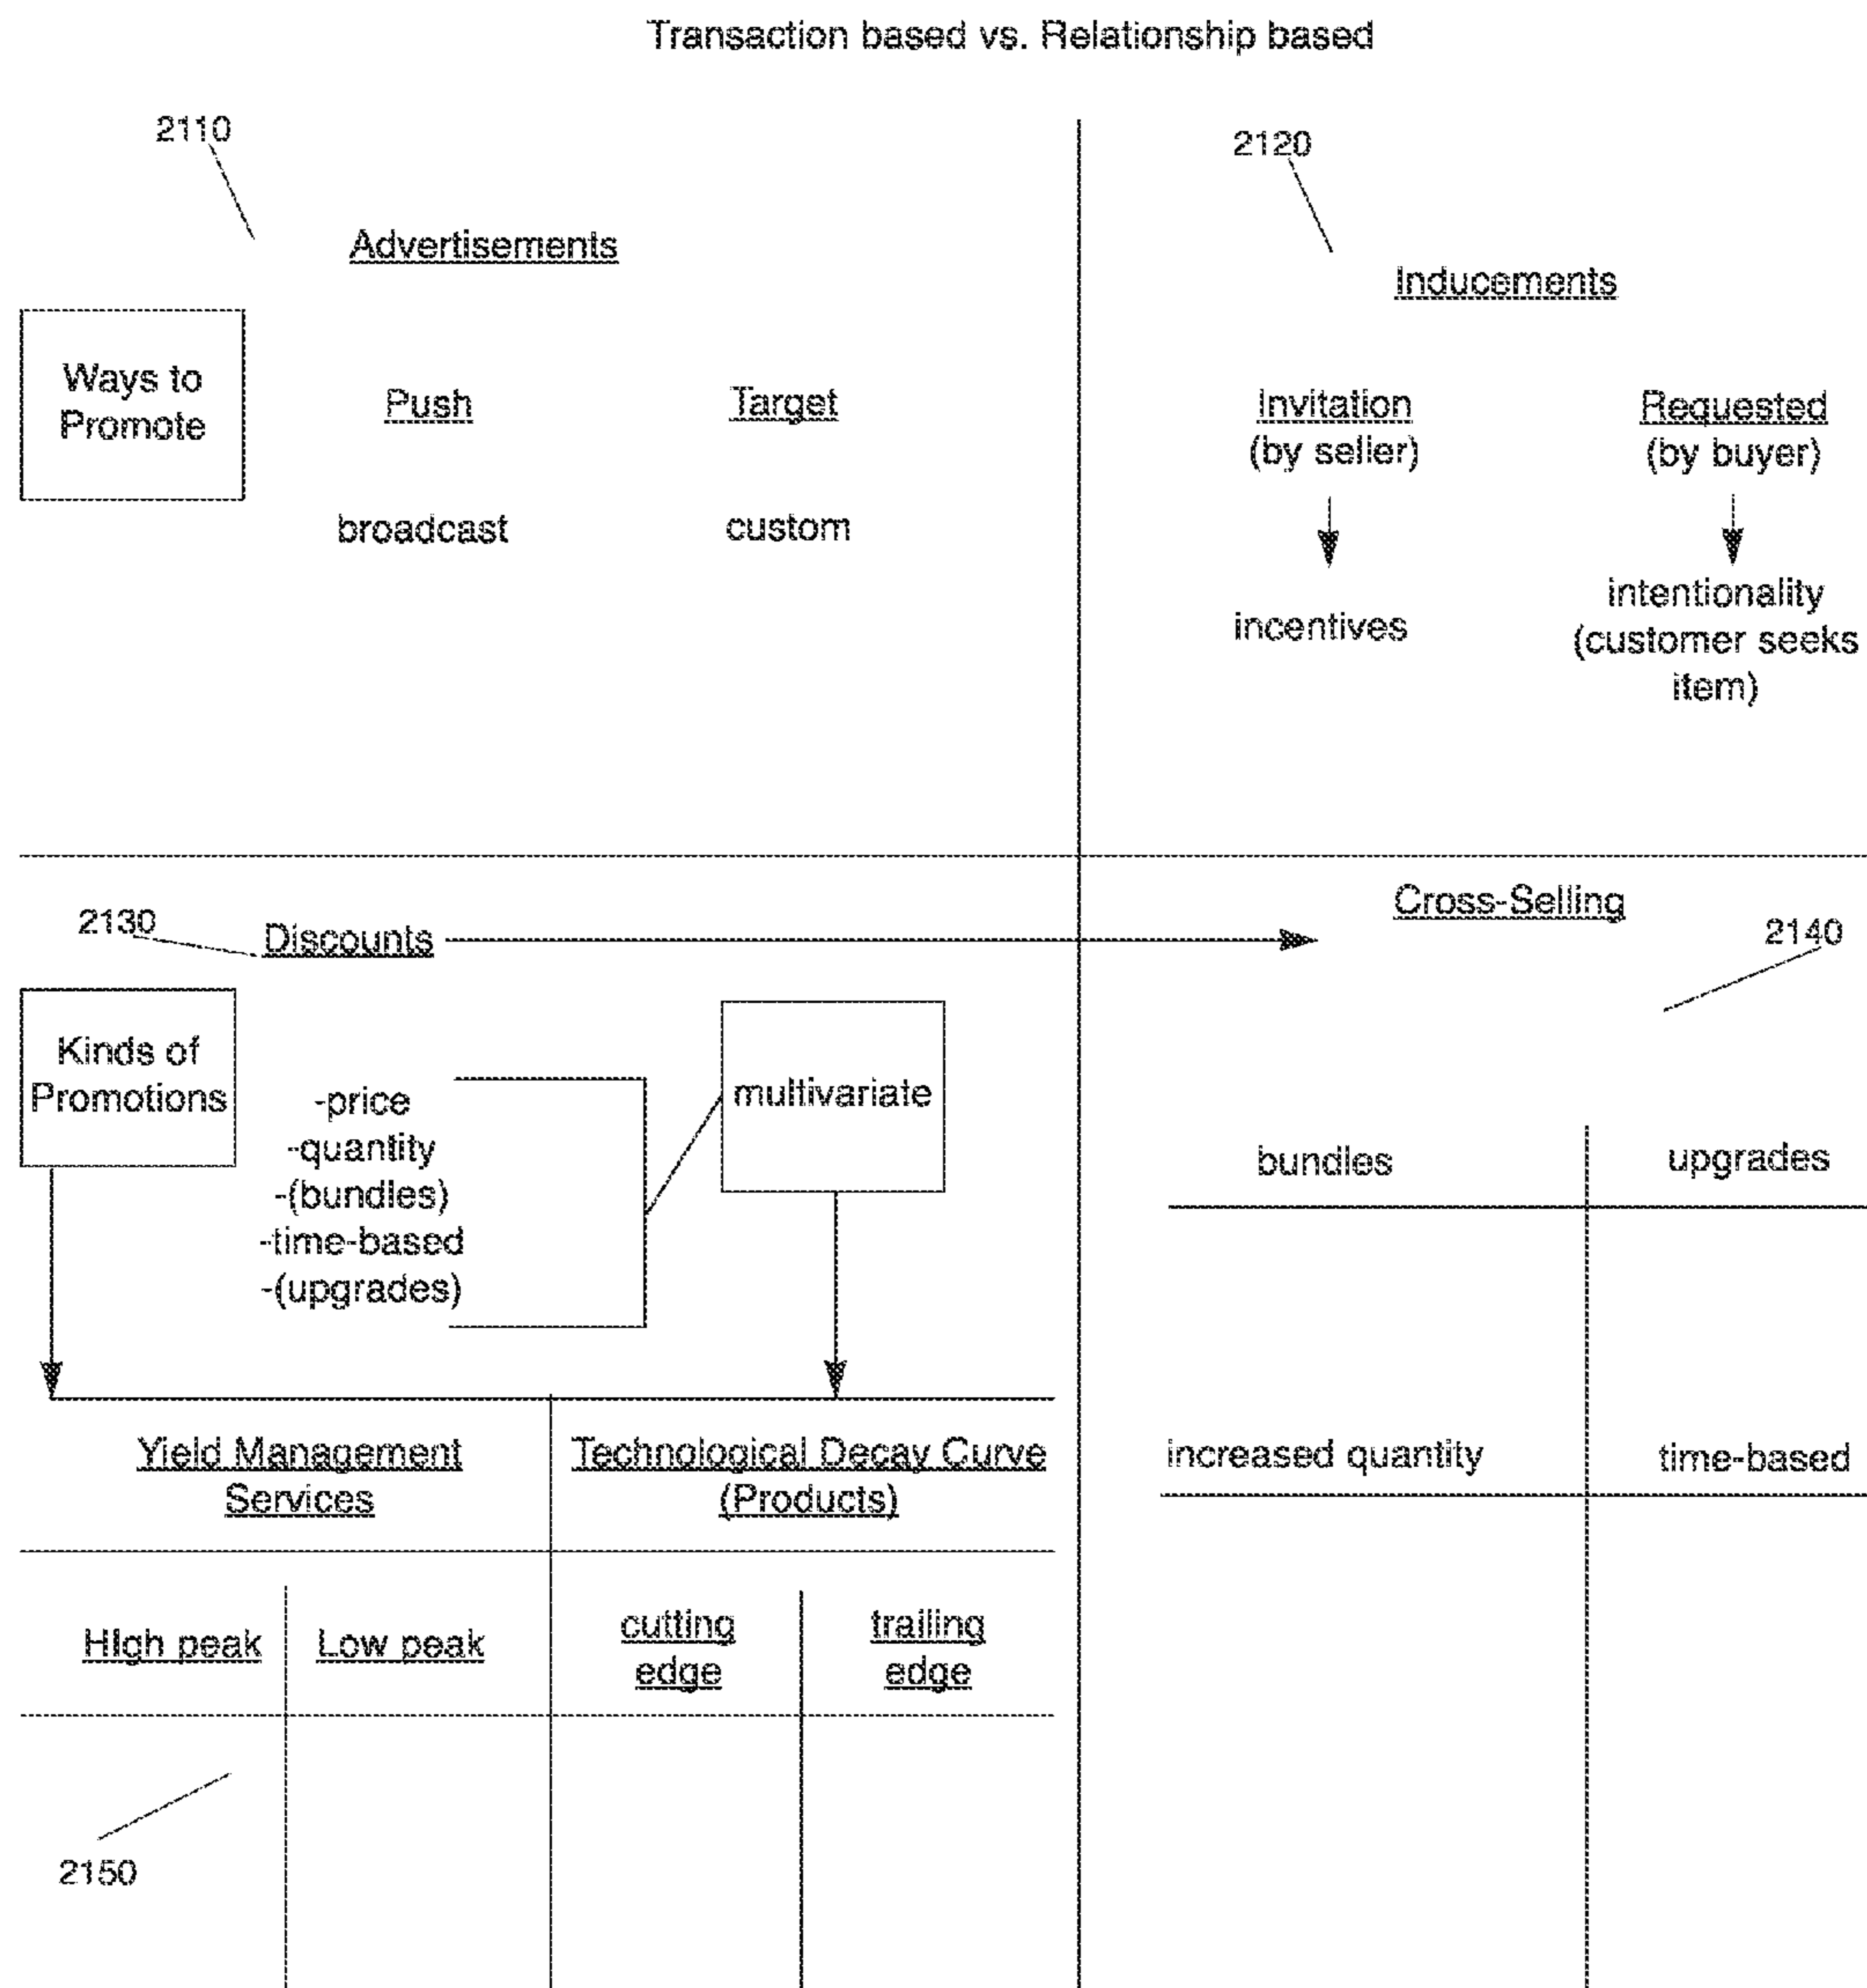 Transaction based vs. Relationship based
2110
2120
Advertisements
Inducements
Ways to
Promote
Push
Target
broadcast
custom
Invitation
(by seller)
incentives
Requested
(by buyer)
intentionality
(customer seeks
item)
2130
Discounts
Cross-Selling
2140
Kinds of
Promotions
-price
-quantity
-(bundles)
-time-based
-(upgrades)
multivariate
bundles
upgrades
increased quantity
time-based
Yield Management
Services
Technological Decay Curve
(Products)
HIgh peak
Low peak
cutting
edge
trailing
edge
2150